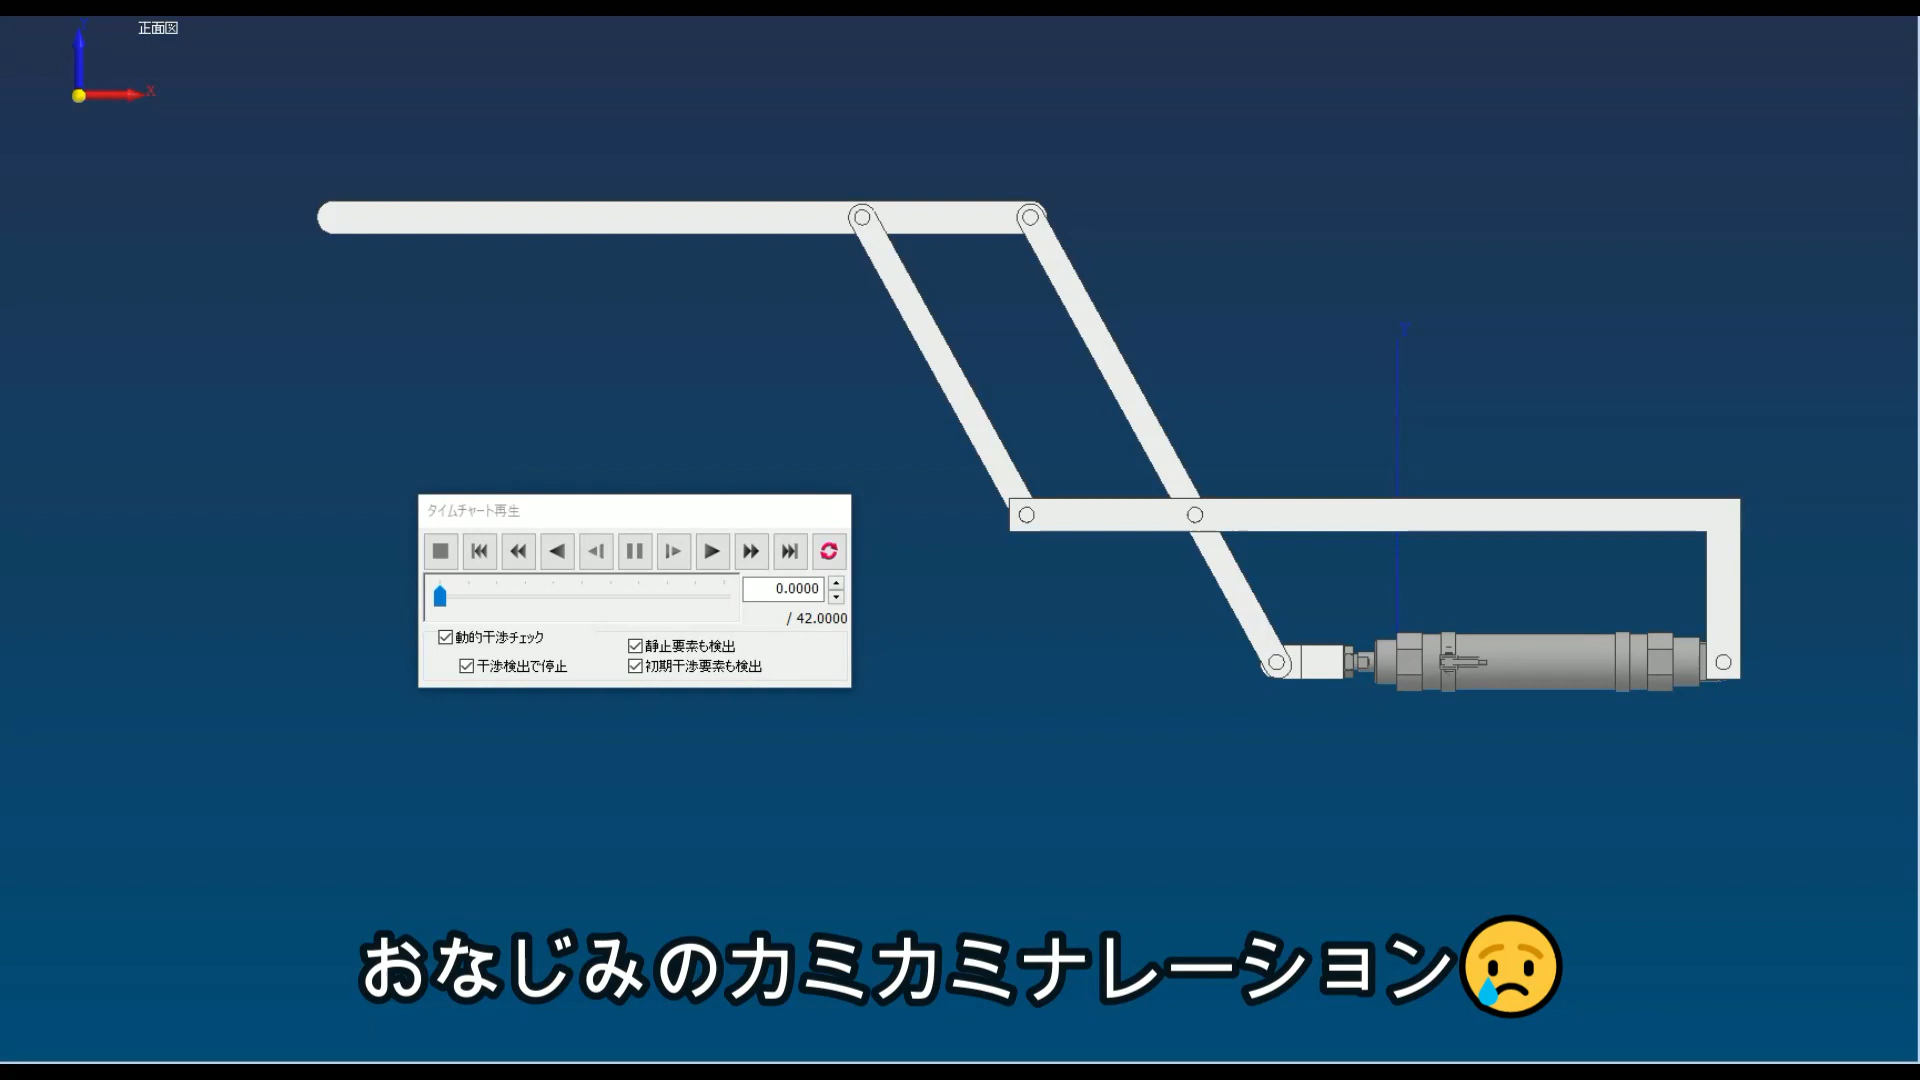 正面図
X
タイムチャート再生
0.0000
/ 42.0000
動的干渉チェック
静止要素も検出
干渉検出で停止
初期干渉要素も検出
おなじみのカミカミナレーション😢